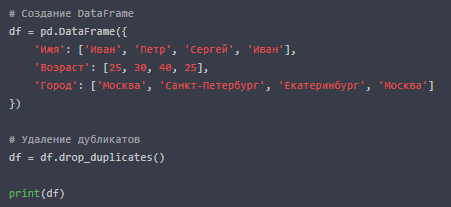 # Создание DataFrame
df = pd.DataFrame({
    'Имя': ['Иван', 'Петр', 'Сергей', 'Иван'],
    'Возраст': [25, 30, 40, 25],
    'Город': ['Москва', 'Санкт-Петербург', 'Екатеринбург', 'Москва']
})

# Удаление дубликатов
df = df.drop_duplicates()

print(df)